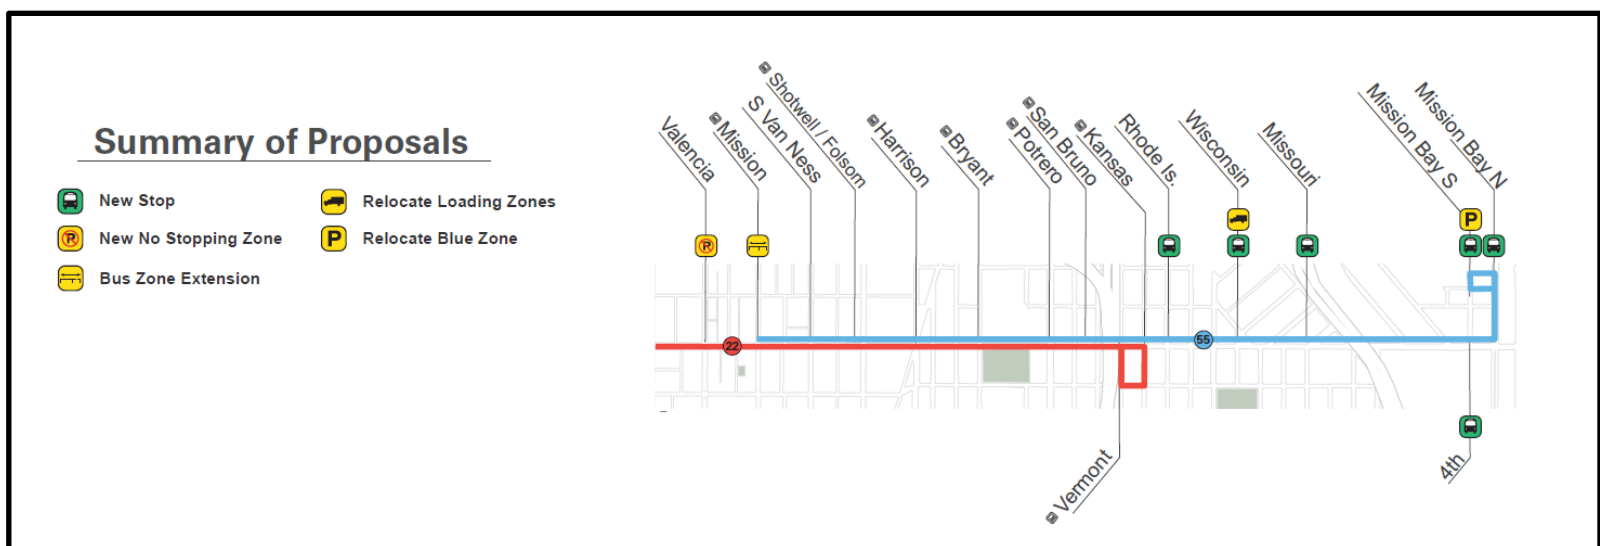 Summary of Proposals
New Stop
New No Stopping Zone
Bus Zone Extension
Relocate Loading Zones
P
Relocate Blue Zone
Valencia
Mission
S Van Ness
Shotwell / Folsom
Harrison
Bryant
Potrero
San Bruno
Kansas
Rhode Is.
Wisconsin
Missouri
Mission Bay S
Mission Bay N
P
22
55
Vermont
4th